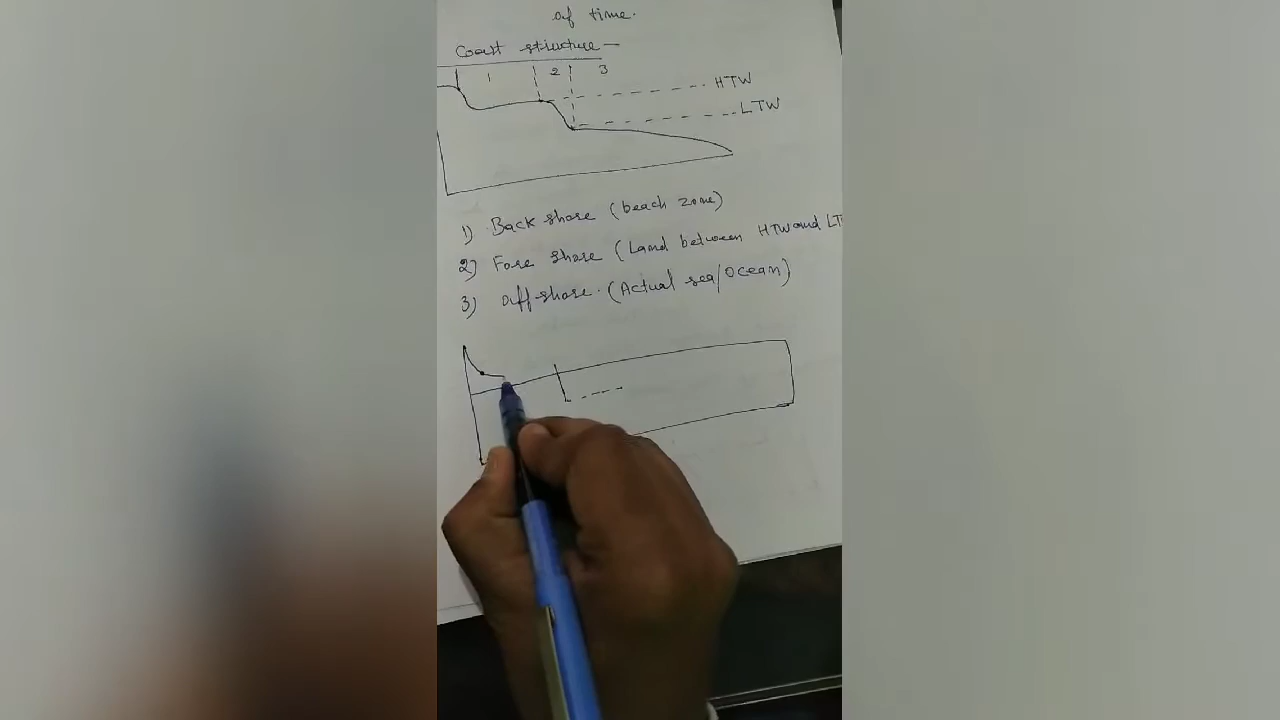 of time.
Coast structure —
1 2 3
HTW
LTW
1) Back shore (beach zone)
2) Fore shore (Land between HTW and LT
3) Off shore. (Actual sea/Ocean)